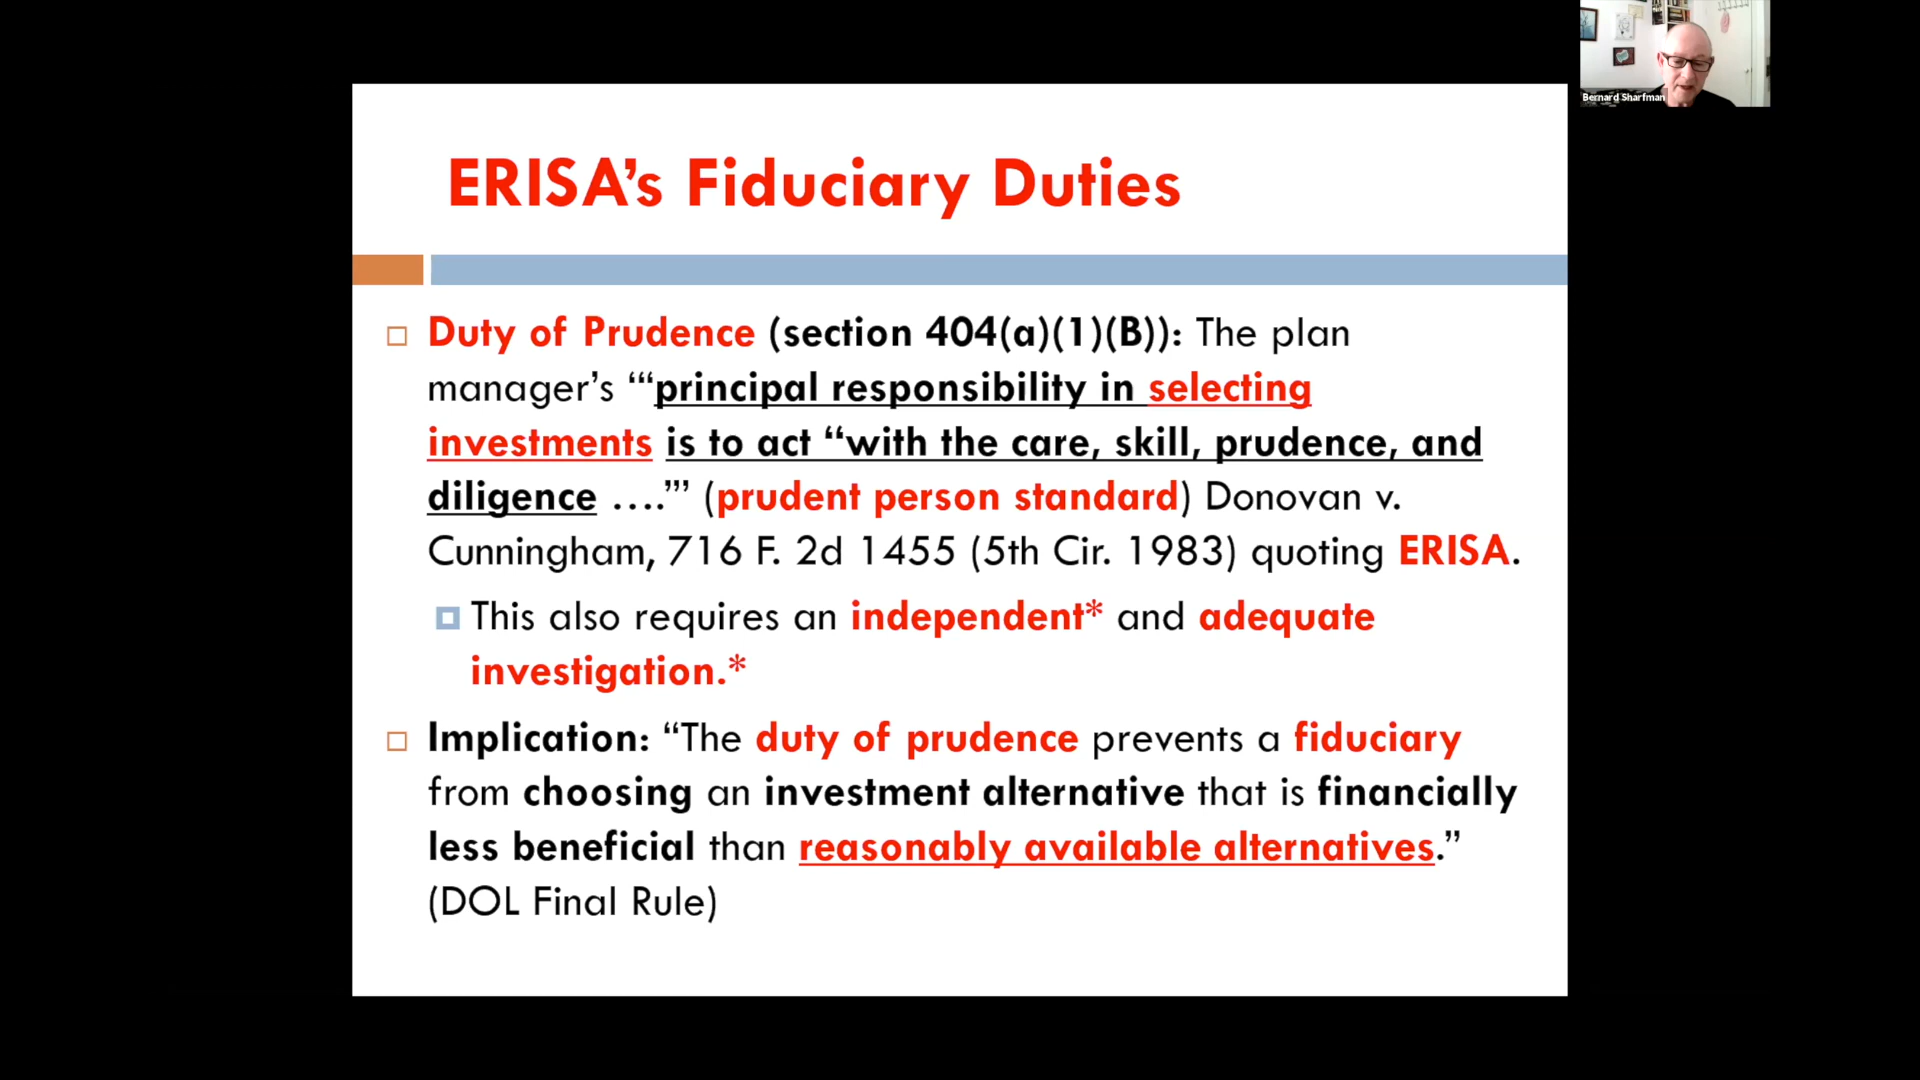 Bernard Sharfman
ERISA’s Fiduciary Duties
Duty of Prudence (section 404(a)(1)(B)): The plan
manager’s “‘principal responsibility in selecting
investments is to act “with the care, skill, prudence, and
diligence ….”’” (prudent person standard) Donovan v.
Cunningham, 716 F. 2d 1455 (5th Cir. 1983) quoting ERISA.
This also requires an independent* and adequate
investigation.*
Implication: “The duty of prudence prevents a fiduciary
from choosing an investment alternative that is financially
less beneficial than reasonably available alternatives.”
(DOL Final Rule)